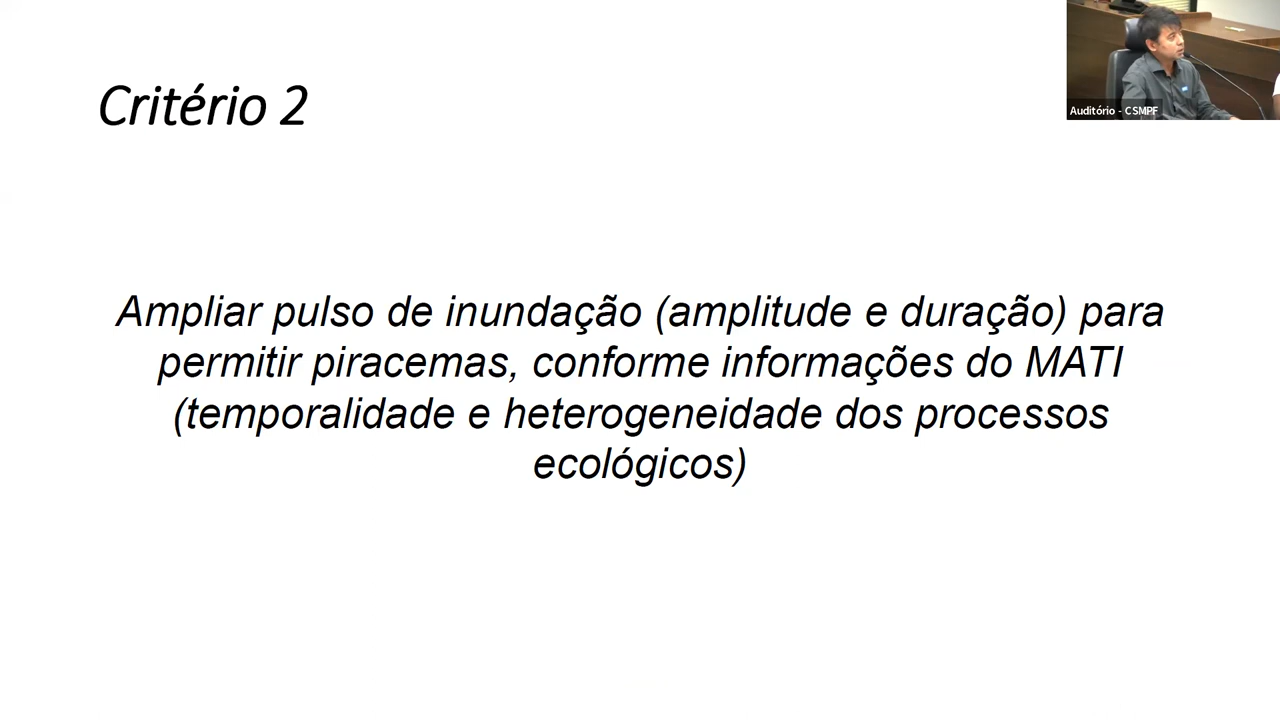 Critério 2
Auditório - CSMPF
Ampliar pulso de inundação (amplitude e duração) para
permitir piracemas, conforme informações do MATI
(temporalidade e heterogeneidade dos processos
ecológicos)